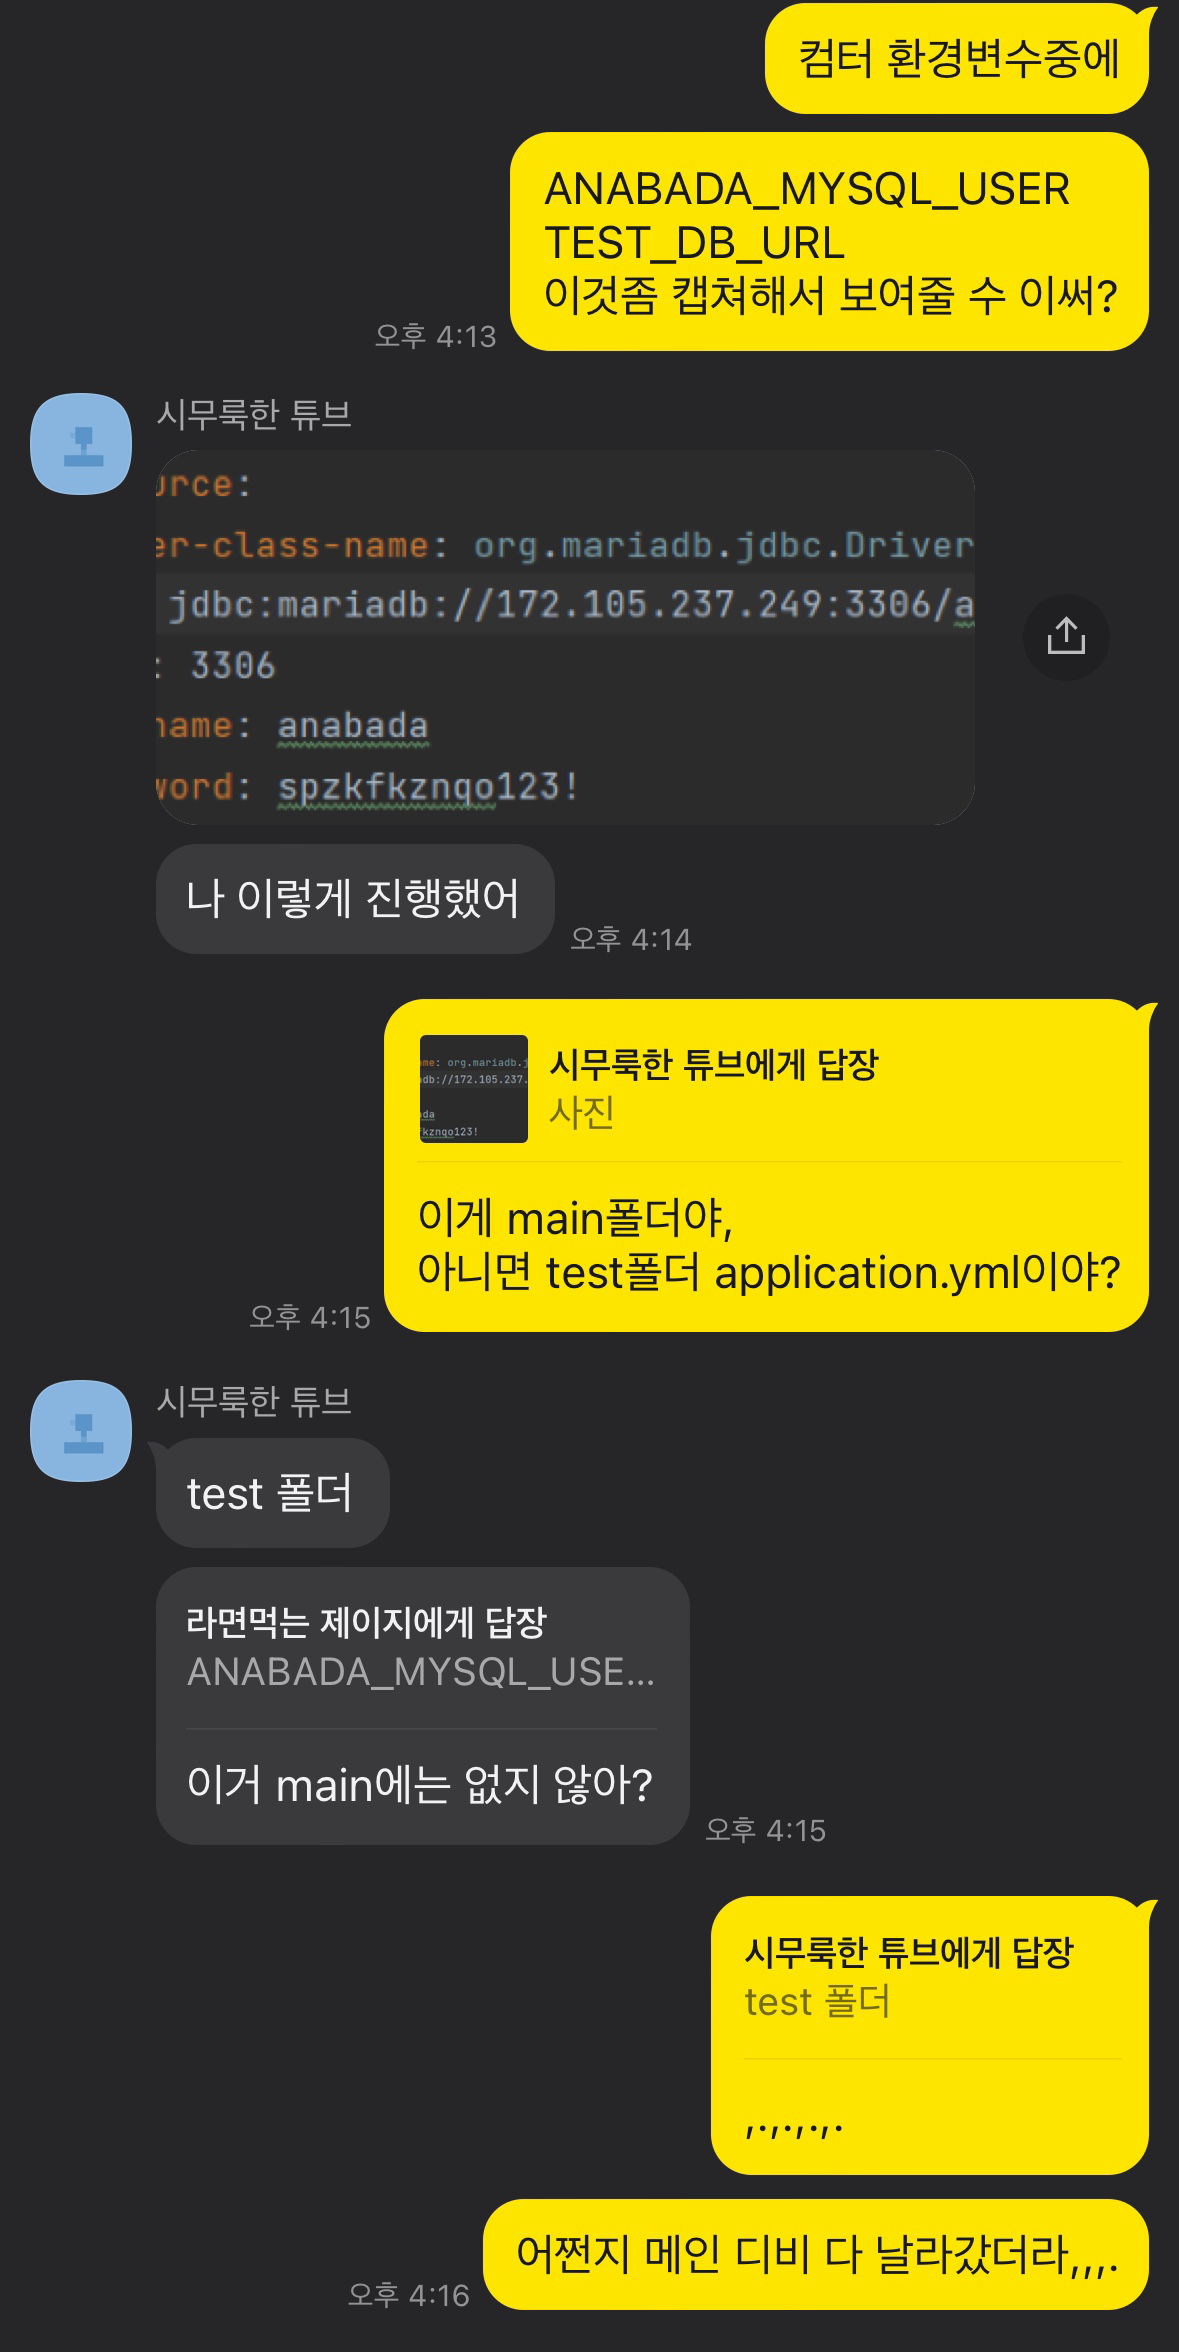 컴터 환경변수중에
ANABADA_MYSQL_USER
TEST_DB_URL
이것좀 캡쳐해서 보여줄 수 이써?
오후 4:13
시무룩한 튜브
urce:
er-class-name: org.mariadb.jdbc.Driver
jdbc:mariadb://172.105.237.249:3306/a
: 3306
name: anabada
word: spzkfkznqo123!
나 이렇게 진행했어
오후 4:14
me: org.mariadb.j
adb://172.105.237.
da
fkznqo123!
시무룩한 튜브에게 답장
사진
이게 main폴더야,
아니면 test폴더 application.yml이야?
오후 4:15
시무룩한 튜브
test 폴더
라면먹는 제이지에게 답장
ANABADA_MYSQL_USE...
이거 main에는 없지 않아?
오후 4:15
시무룩한 튜브에게 답장
test 폴더
,.,.,.,.
어쩐지 메인 디비 다 날라갔더라,,,.
오후 4:16